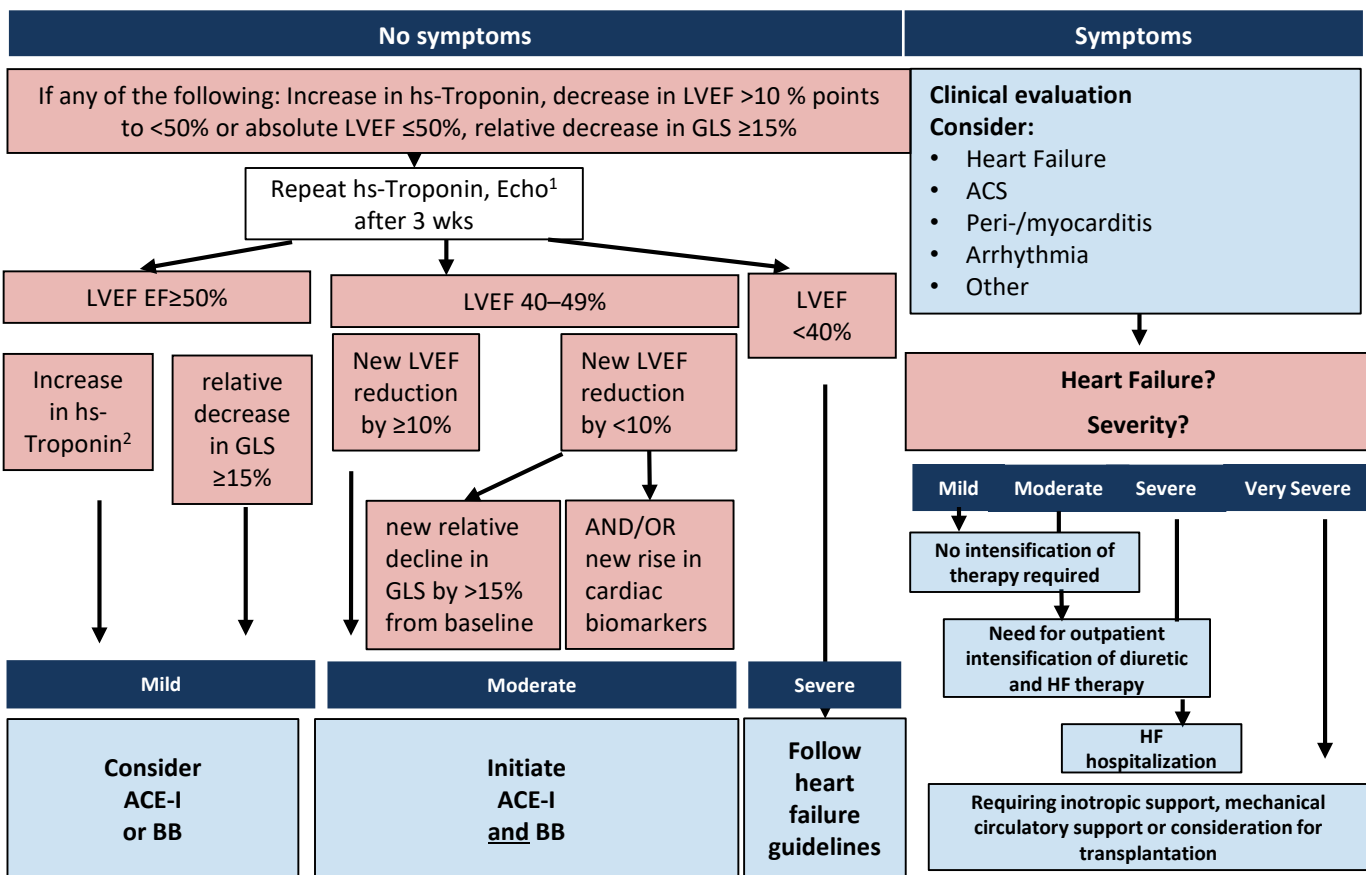 No symptoms
Symptoms
If any of the following: Increase in hs-Troponin, decrease in LVEF >10 % points
to <50% or absolute LVEF ≤50%, relative decrease in GLS ≥15%
Repeat hs-Troponin, Echo¹
after 3 wks
LVEF EF≥50%
LVEF 40–49%
LVEF
<40%
Increase
in hs-
Troponin²
relative
decrease
in GLS
≥15%
New LVEF
reduction
by ≥10%
New LVEF
reduction
by <10%
new relative
decline in
GLS by >15%
from baseline
AND/OR
new rise in
cardiac
biomarkers
Mild
Moderate
Severe
Consider
ACE-I
or BB
Initiate
ACE-I
and BB
Follow
heart
failure
guidelines
Clinical evaluation
Consider:
• Heart Failure
• ACS
• Peri-/myocarditis
• Arrhythmia
• Other
Heart Failure?
Severity?
Mild
Moderate
Severe
Very Severe
No intensification of
therapy required
Need for outpatient
intensification of diuretic
and HF therapy
HF
hospitalization
Requiring inotropic support, mechanical
circulatory support or consideration for
transplantation